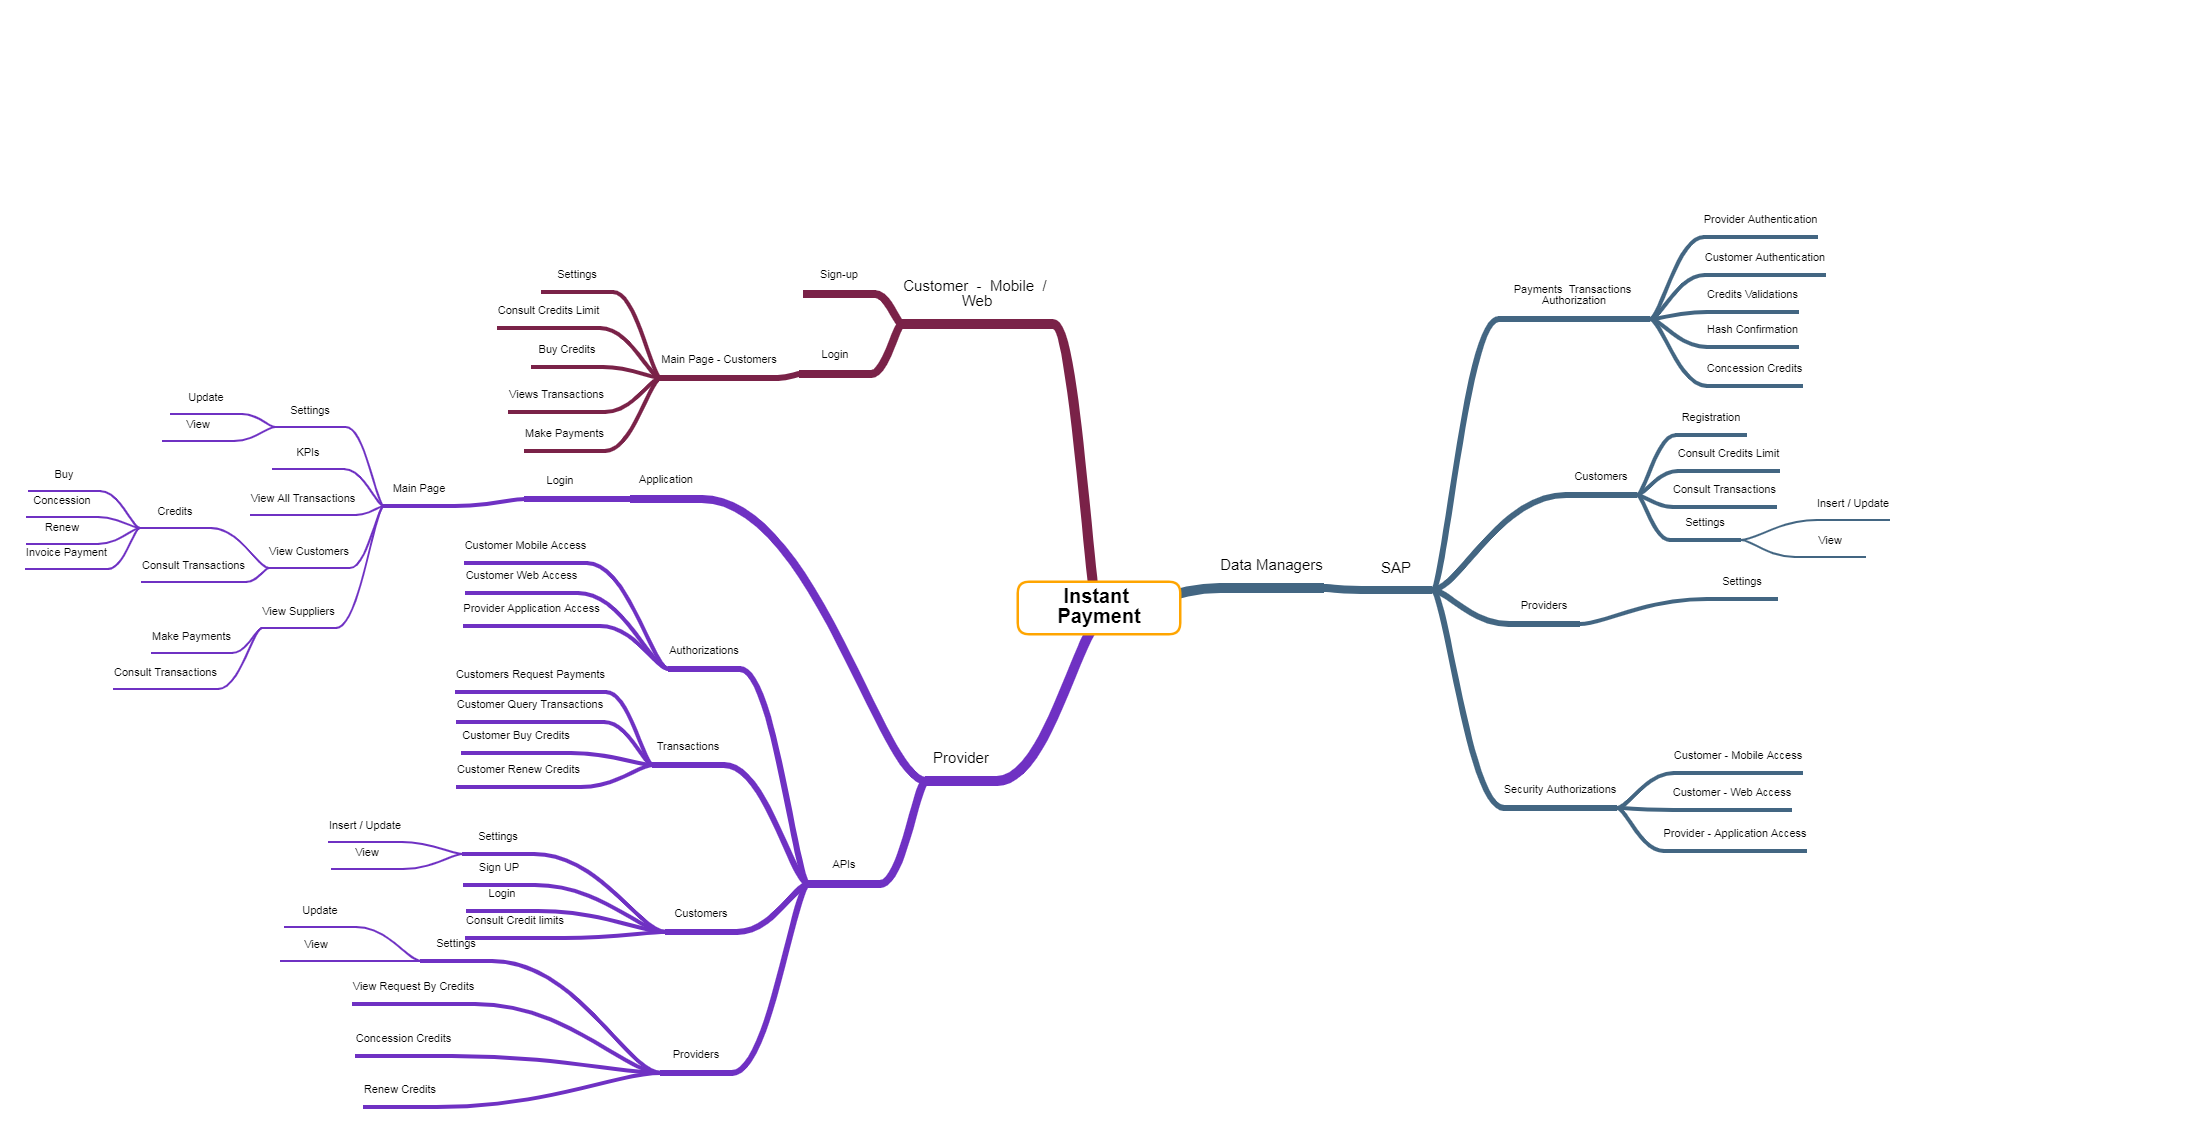 Instant
Payment
Customer - Mobile /
Web
Sign-up
Login
Main Page - Customers
Settings
Consult Credits Limit
Buy Credits
Views Transactions
Make Payments
Provider
Application
Login
Main Page
Settings
Update
View
KPIs
View All Transactions
View Customers
Credits
Buy
Concession
Renew
Invoice Payment
Consult Transactions
View Suppliers
Make Payments
Consult Transactions
APIs
Authorizations
Customer Mobile Access
Customer Web Access
Provider Application Access
Transactions
Customers Request Payments
Customer Query Transactions
Customer Buy Credits
Customer Renew Credits
Customers
Settings
Insert / Update
View
Sign UP
Login
Consult Credit limits
Providers
Settings
Update
View
View Request By Credits
Concession Credits
Renew Credits
Data Managers
SAP
Payments Transactions
Authorization
Provider Authentication
Customer Authentication
Credits Validations
Hash Confirmation
Concession Credits
Customers
Registration
Consult Credits Limit
Consult Transactions
Settings
Insert / Update
View
Providers
Settings
Security Authorizations
Customer - Mobile Access
Customer - Web Access
Provider - Application Access